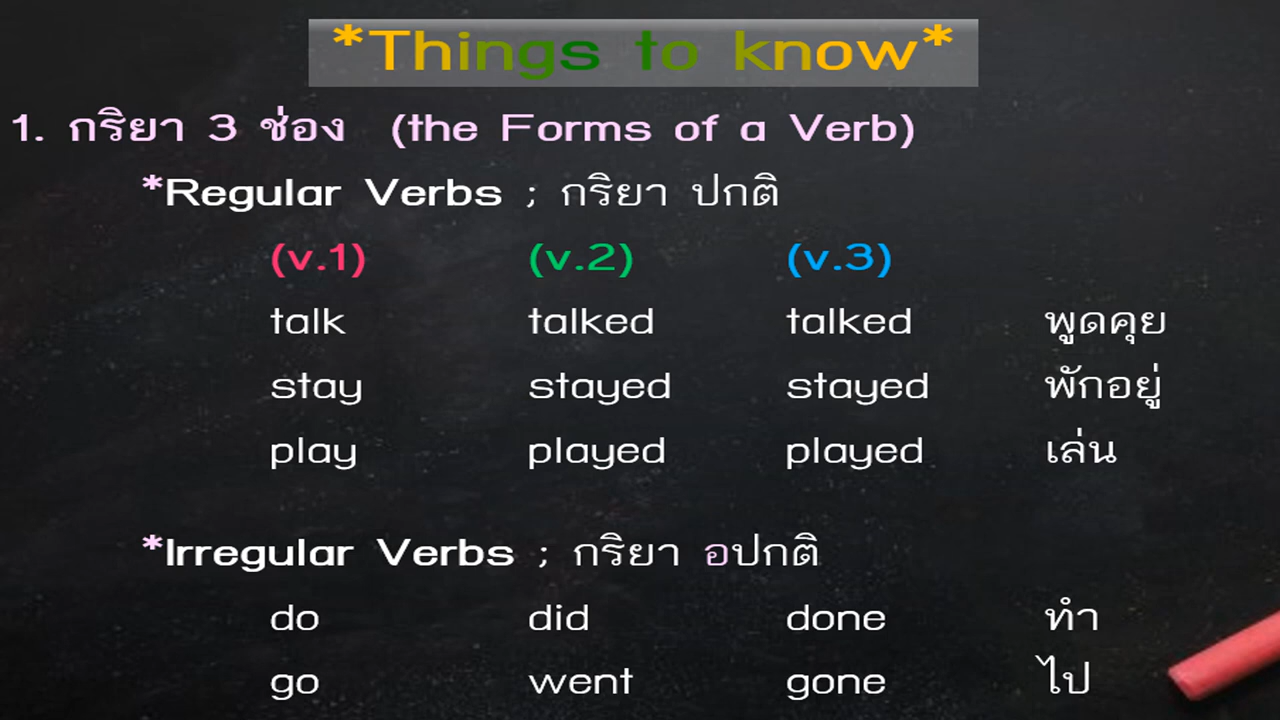 *Things to know*
1. กริยา 3 ช่อง (the Forms of a Verb)
*Regular Verbs ; กริยา ปกติ
(v.1) (v.2) (v.3)
talk talked talked พูดคุย
stay stayed stayed พักอยู่
play played played เล่น
*Irregular Verbs ; กริยา อปกติ
do did done ทำ
go went gone ไป